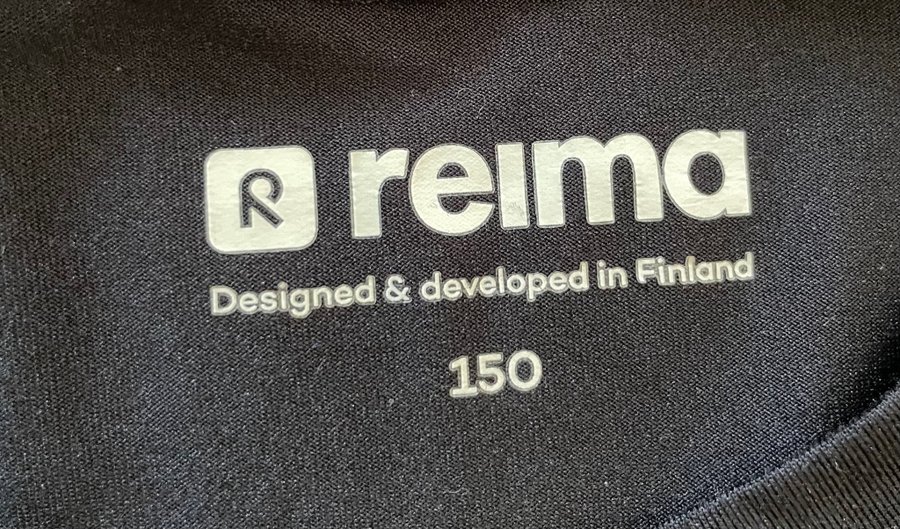 R reima
Designed & developed in Finland
150